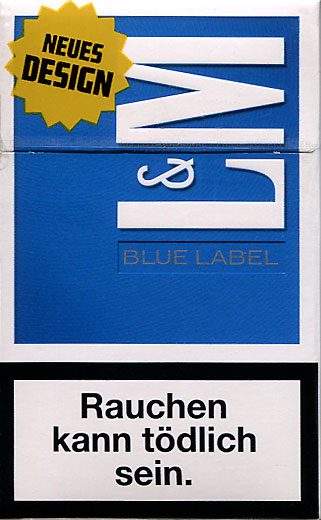 NEUES
DESIGN
L&M
BLUE LABEL
Rauchen
kann tödlich
sein.